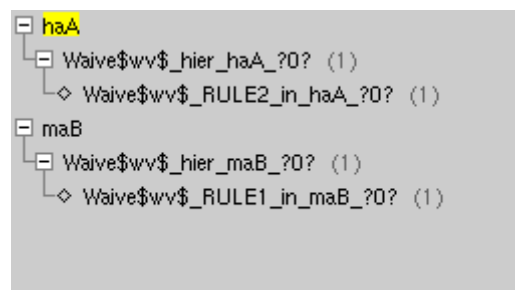 haA
Waive$wv$_hier_haA_?0? (1)
Waive$wv$_RULE2_in_haA_?0? (1)
maB
Waive$wv$_hier_maB_?0? (1)
Waive$wv$_RULE1_in_maB_?0? (1)